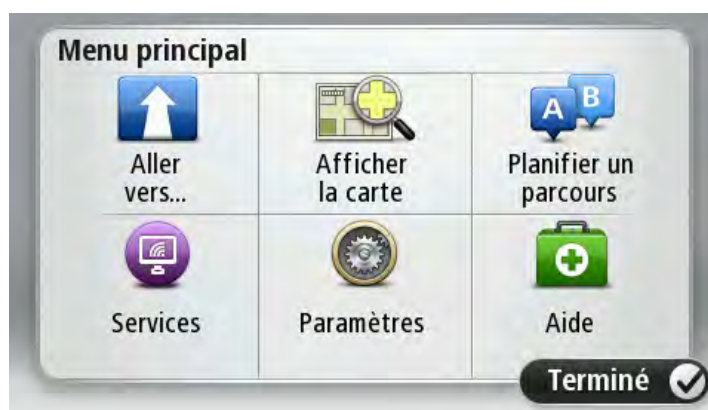 Menu principal
Aller
vers...
Afficher
la carte
A B
Planifier un
parcours
Services
Paramètres
Aide
Terminé